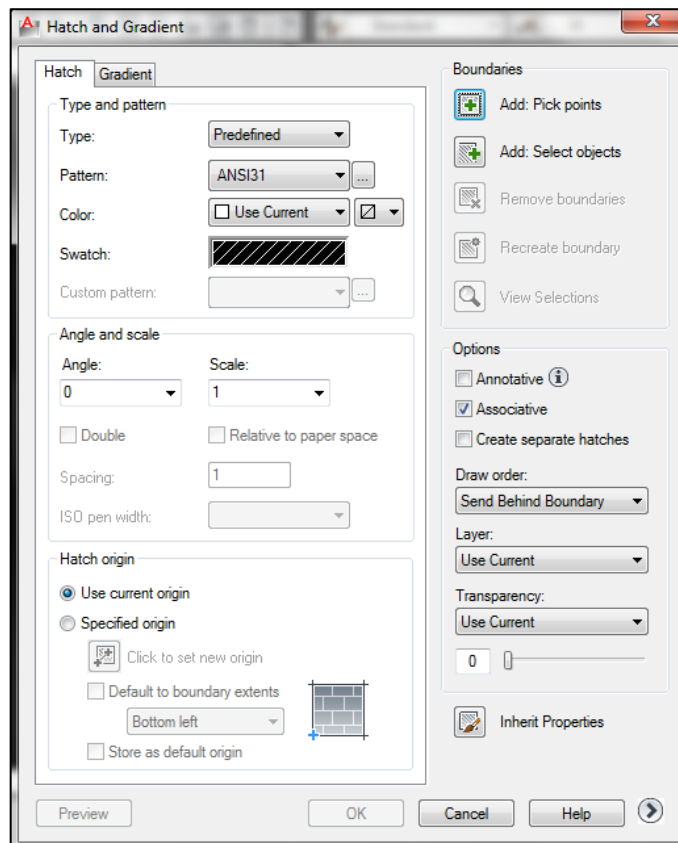 Hatch and Gradient
Hatch
Gradient
Type and pattern
Type:
Predefined
Pattern:
ANSI31
...
Color:
Use Current
Swatch:
Custom pattern:
...
Angle and scale
Angle:
Scale:
0
1
Double
Relative to paper space
Spacing:
1
ISO pen width:
Hatch origin
Use current origin
Specified origin
Click to set new origin
Default to boundary extents
Bottom left
Store as default origin
Boundaries
Add: Pick points
Add: Select objects
Remove boundaries
Recreate boundary
View Selections
Options
Annotative
Associative
Create separate hatches
Draw order:
Send Behind Boundary
Layer:
Use Current
Transparency:
Use Current
0
Inherit Properties
Preview
OK
Cancel
Help